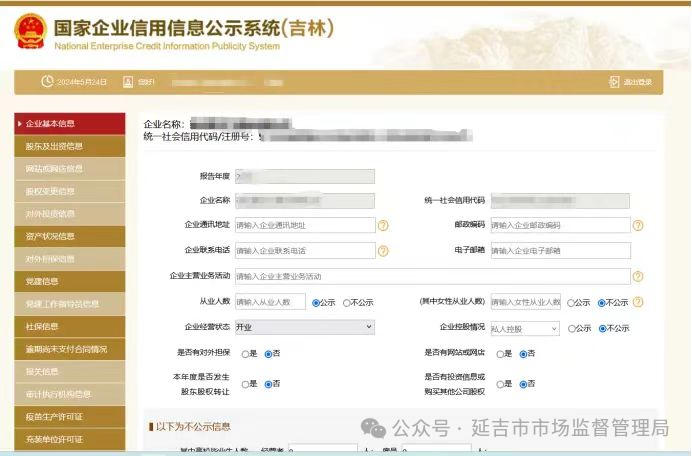 国家企业信用信息公示系统(吉林)
National Enterprise Credit Information Publicity System
2024年5月24日
退出登录
企业基本信息
股东及出资信息
网站或网店信息
股权变更信息
对外投资信息
资产状况信息
对外担保信息
党建信息
党建工作指导员信息
社保信息
逾期尚未支付合同情况
报关信息
审计执行机构信息
疫苗生产许可证
充装单位许可证
企业名称:
统一社会信用代码/注册号:
报告年度
企业名称 统一社会信用代码
企业通讯地址 请输入企业通讯地址 邮政编码 请输入企业邮政编码
企业联系电话 请输入企业联系电话 电子邮箱 请输入企业电子邮箱
企业主营业务活动 请输入企业主营业务活动
从业人数 请输入从业人数 公示 不公示 (其中女性从业人数) 请输入女性从业人数 公示 不公示
企业经营状态 开业 企业控股情况 私人控股 公示 不公示
是否有对外担保 是 否 是否有网站或网店 是 否
本年度是否发生股东股权转让 是 否 是否有投资信息或购买其他公司股权 是 否
以下为不公示信息
公众号·延吉市市场监督管理局
其中高校毕业生人数 经营者 人; 雇员 人;